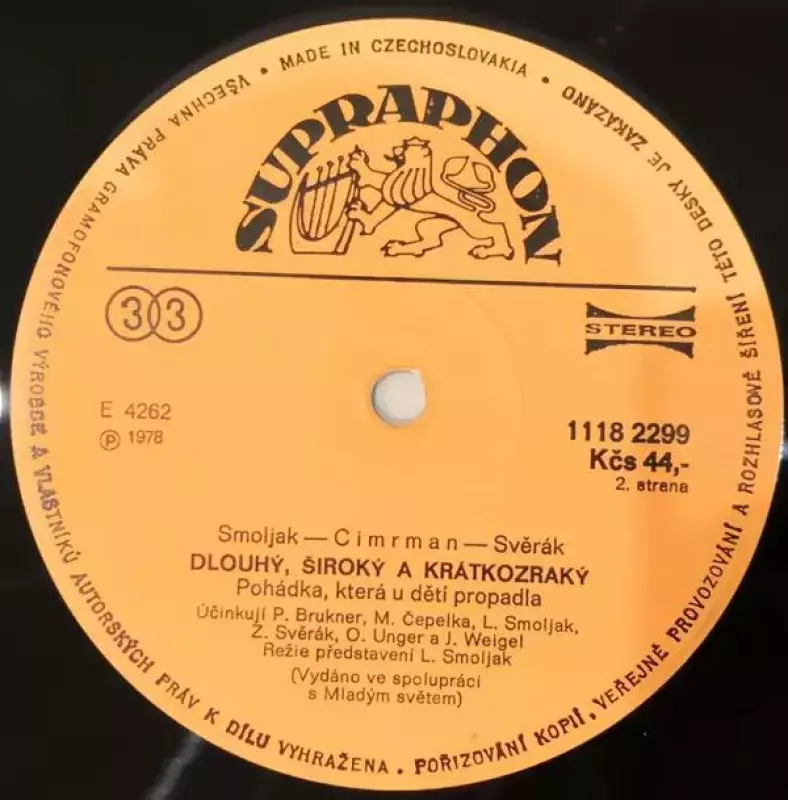 VŠECHNA PRÁVA GRAMOFONOVÉHO VÝROBCE A VLASTNÍKŮ AUTORSKÝCH PRÁV K DÍLU VYHRAŽENA. POŘIZOVÁNÍ KOPIÍ, VEŘEJNÉ PROVOZOVÁNÍ A ROZHLASOVÉ ŠÍŘENÍ TÉTO DESKY JE ZAKÁZÁNO
• MADE IN CZECHOSLOVAKIA •
SUPRAPHON
33
STEREO
E 4262
Ⓟ 1978
1118 2299
Kčs 44,-
2. strana
Smoljak — Cimrman — Svěrák
DLOUHÝ, ŠIROKÝ A KRÁTKOZRAKÝ
Pohádka, která u dětí propadla
Účinkují P. Brukner, M. Čepelka, L. Smoljak,
Z. Svěrák, O. Unger a J. Weigel
Režie představení L. Smoljak
(Vydáno ve spolupráci
s Mladým světem)